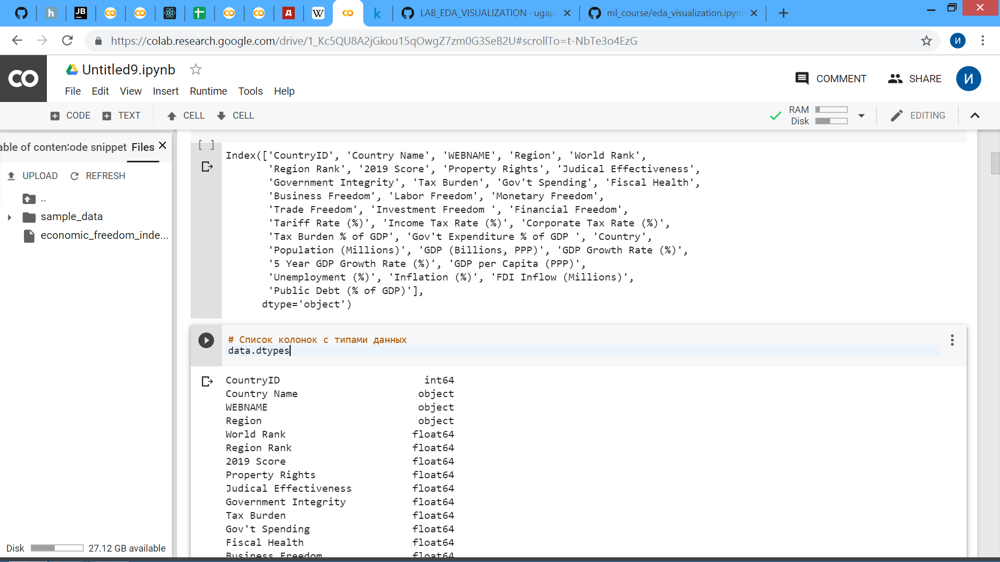 h
JB
A
W
k
LAB_EDA_VISUALIZATION · ugap
ml_course/eda_visualization.ipyn
https://colab.research.google.com/drive/1_Kc5QU8A2jGkou15qOwgZ7zm0G3SeB2U#scrollTo=t-NbTe3o4EzG
И
CO
Untitled9.ipynb
File Edit View Insert Runtime Tools Help
COMMENT
SHARE
И
CODE TEXT CELL CELL
RAM
Disk
EDITING
able of conten ode snippet Files
UPLOAD REFRESH
..
sample_data
economic_freedom_inde...
Disk 27.12 GB available
[ ]
Index(['CountryID', 'Country Name', 'WEBNAME', 'Region', 'World Rank',
'Region Rank', '2019 Score', 'Property Rights', 'Judical Effectiveness',
'Government Integrity', 'Tax Burden', 'Gov't Spending', 'Fiscal Health',
'Business Freedom', 'Labor Freedom', 'Monetary Freedom',
'Trade Freedom', 'Investment Freedom ', 'Financial Freedom',
'Tariff Rate (%)', 'Income Tax Rate (%)', 'Corporate Tax Rate (%)',
'Tax Burden % of GDP', 'Gov't Expenditure % of GDP ', 'Country',
'Population (Millions)', 'GDP (Billions, PPP)', 'GDP Growth Rate (%)',
'5 Year GDP Growth Rate (%)', 'GDP per Capita (PPP)',
'Unemployment (%)', 'Inflation (%)', 'FDI Inflow (Millions)',
'Public Debt (% of GDP)'],
dtype='object')
# Список колонок с типами данных
data.dtypes
CountryID int64
Country Name object
WEBNAME object
Region object
World Rank float64
Region Rank float64
2019 Score float64
Property Rights float64
Judical Effectiveness float64
Government Integrity float64
Tax Burden float64
Gov't Spending float64
Fiscal Health float64
Business Freedom float64